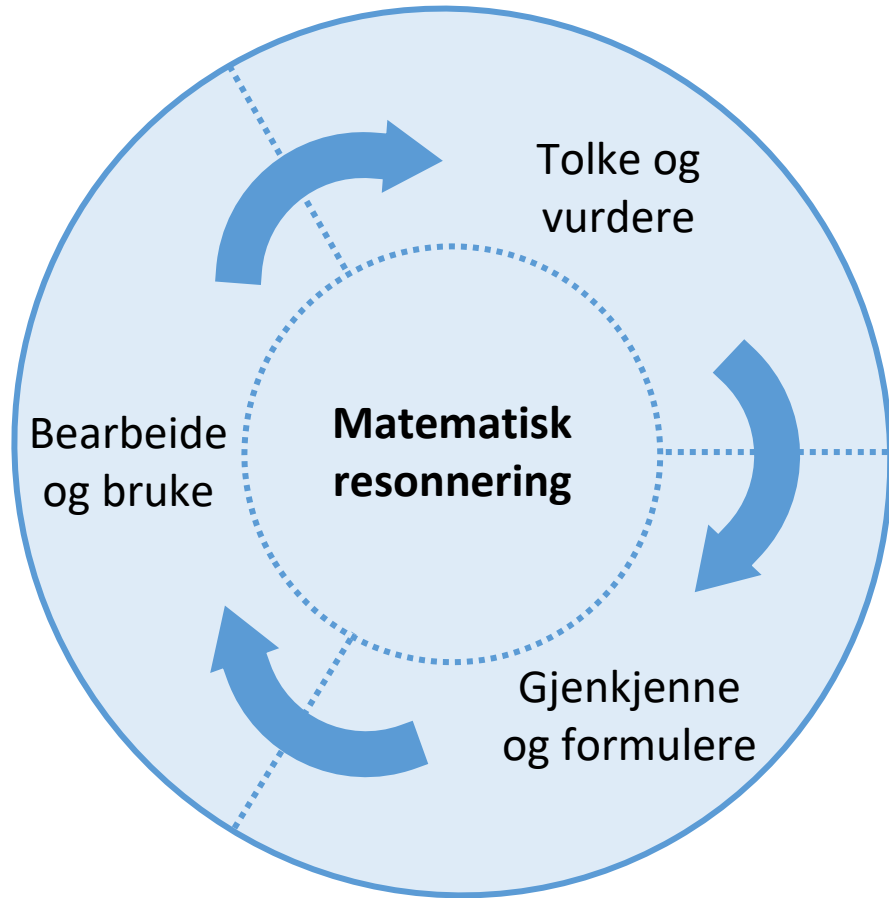 Tolke og
vurdere
Bearbeide
og bruke
Matematisk
resonnering
Gjenkjenne
og formulere